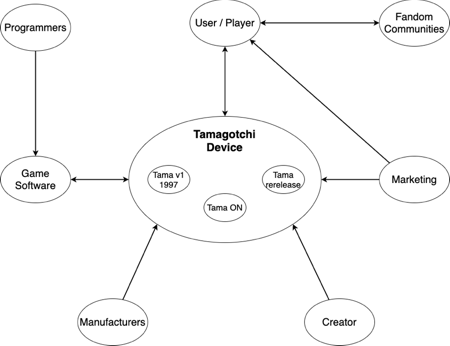 Programmers
User / Player
Fandom
Communities
Tamagotchi
Device
Game
Software
Tama v1
1997
Tama
rerelease
Marketing
Tama ON
Manufacturers
Creator